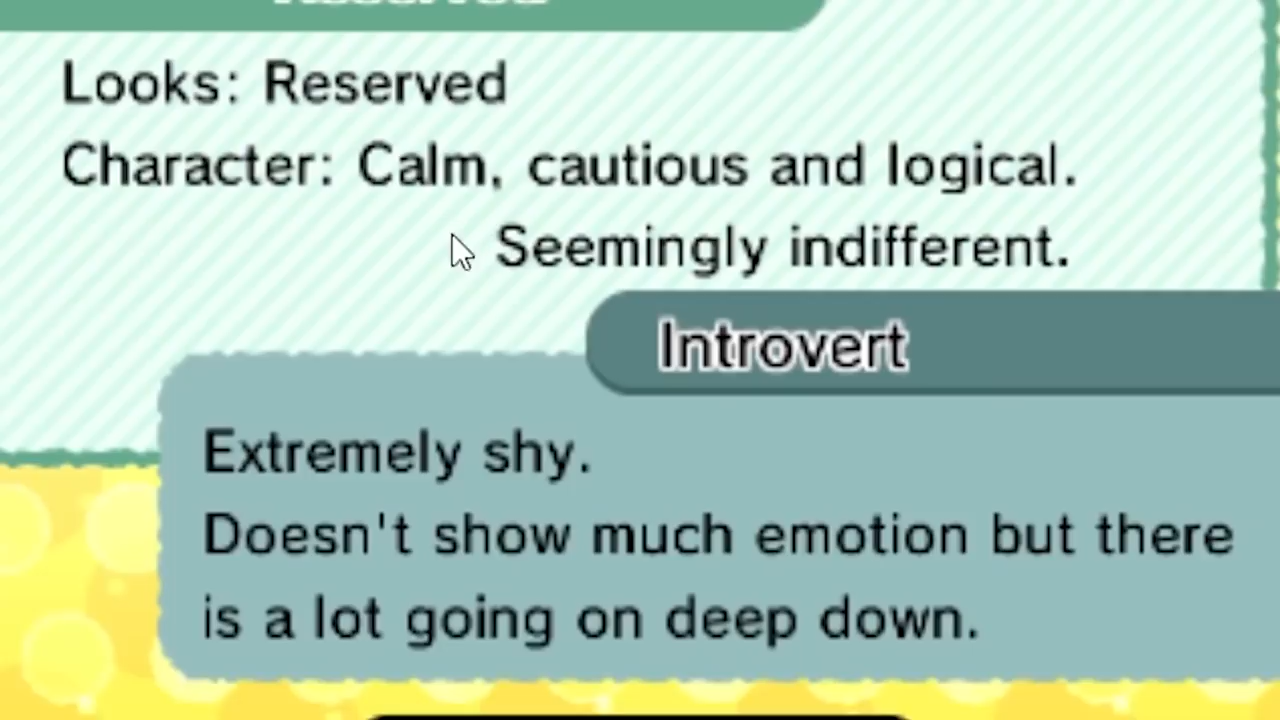 Looks: Reserved
Character: Calm, cautious and logical.
Seemingly indifferent.
Introvert
Extremely shy.
Doesn't show much emotion but there
is a lot going on deep down.